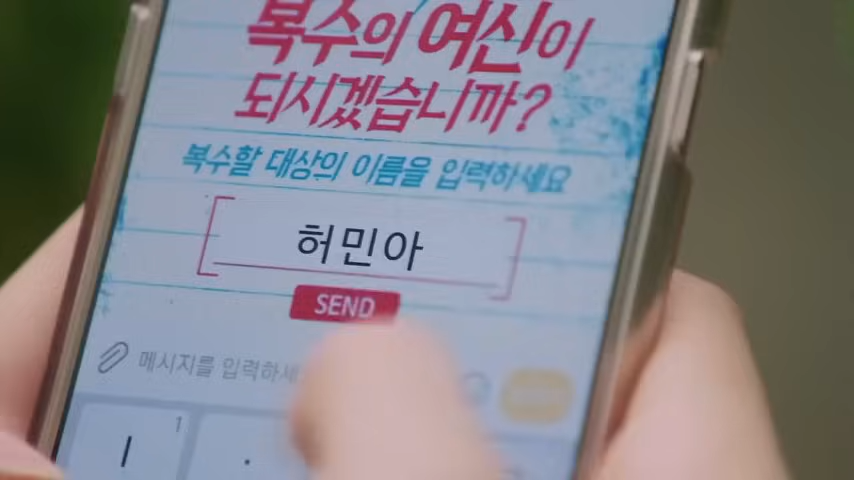 복수의 여신이
되시겠습니까?
복수할 대상의 이름을 입력하세요
허민아
SEND
메시지를 입력하세
1
ㅣ